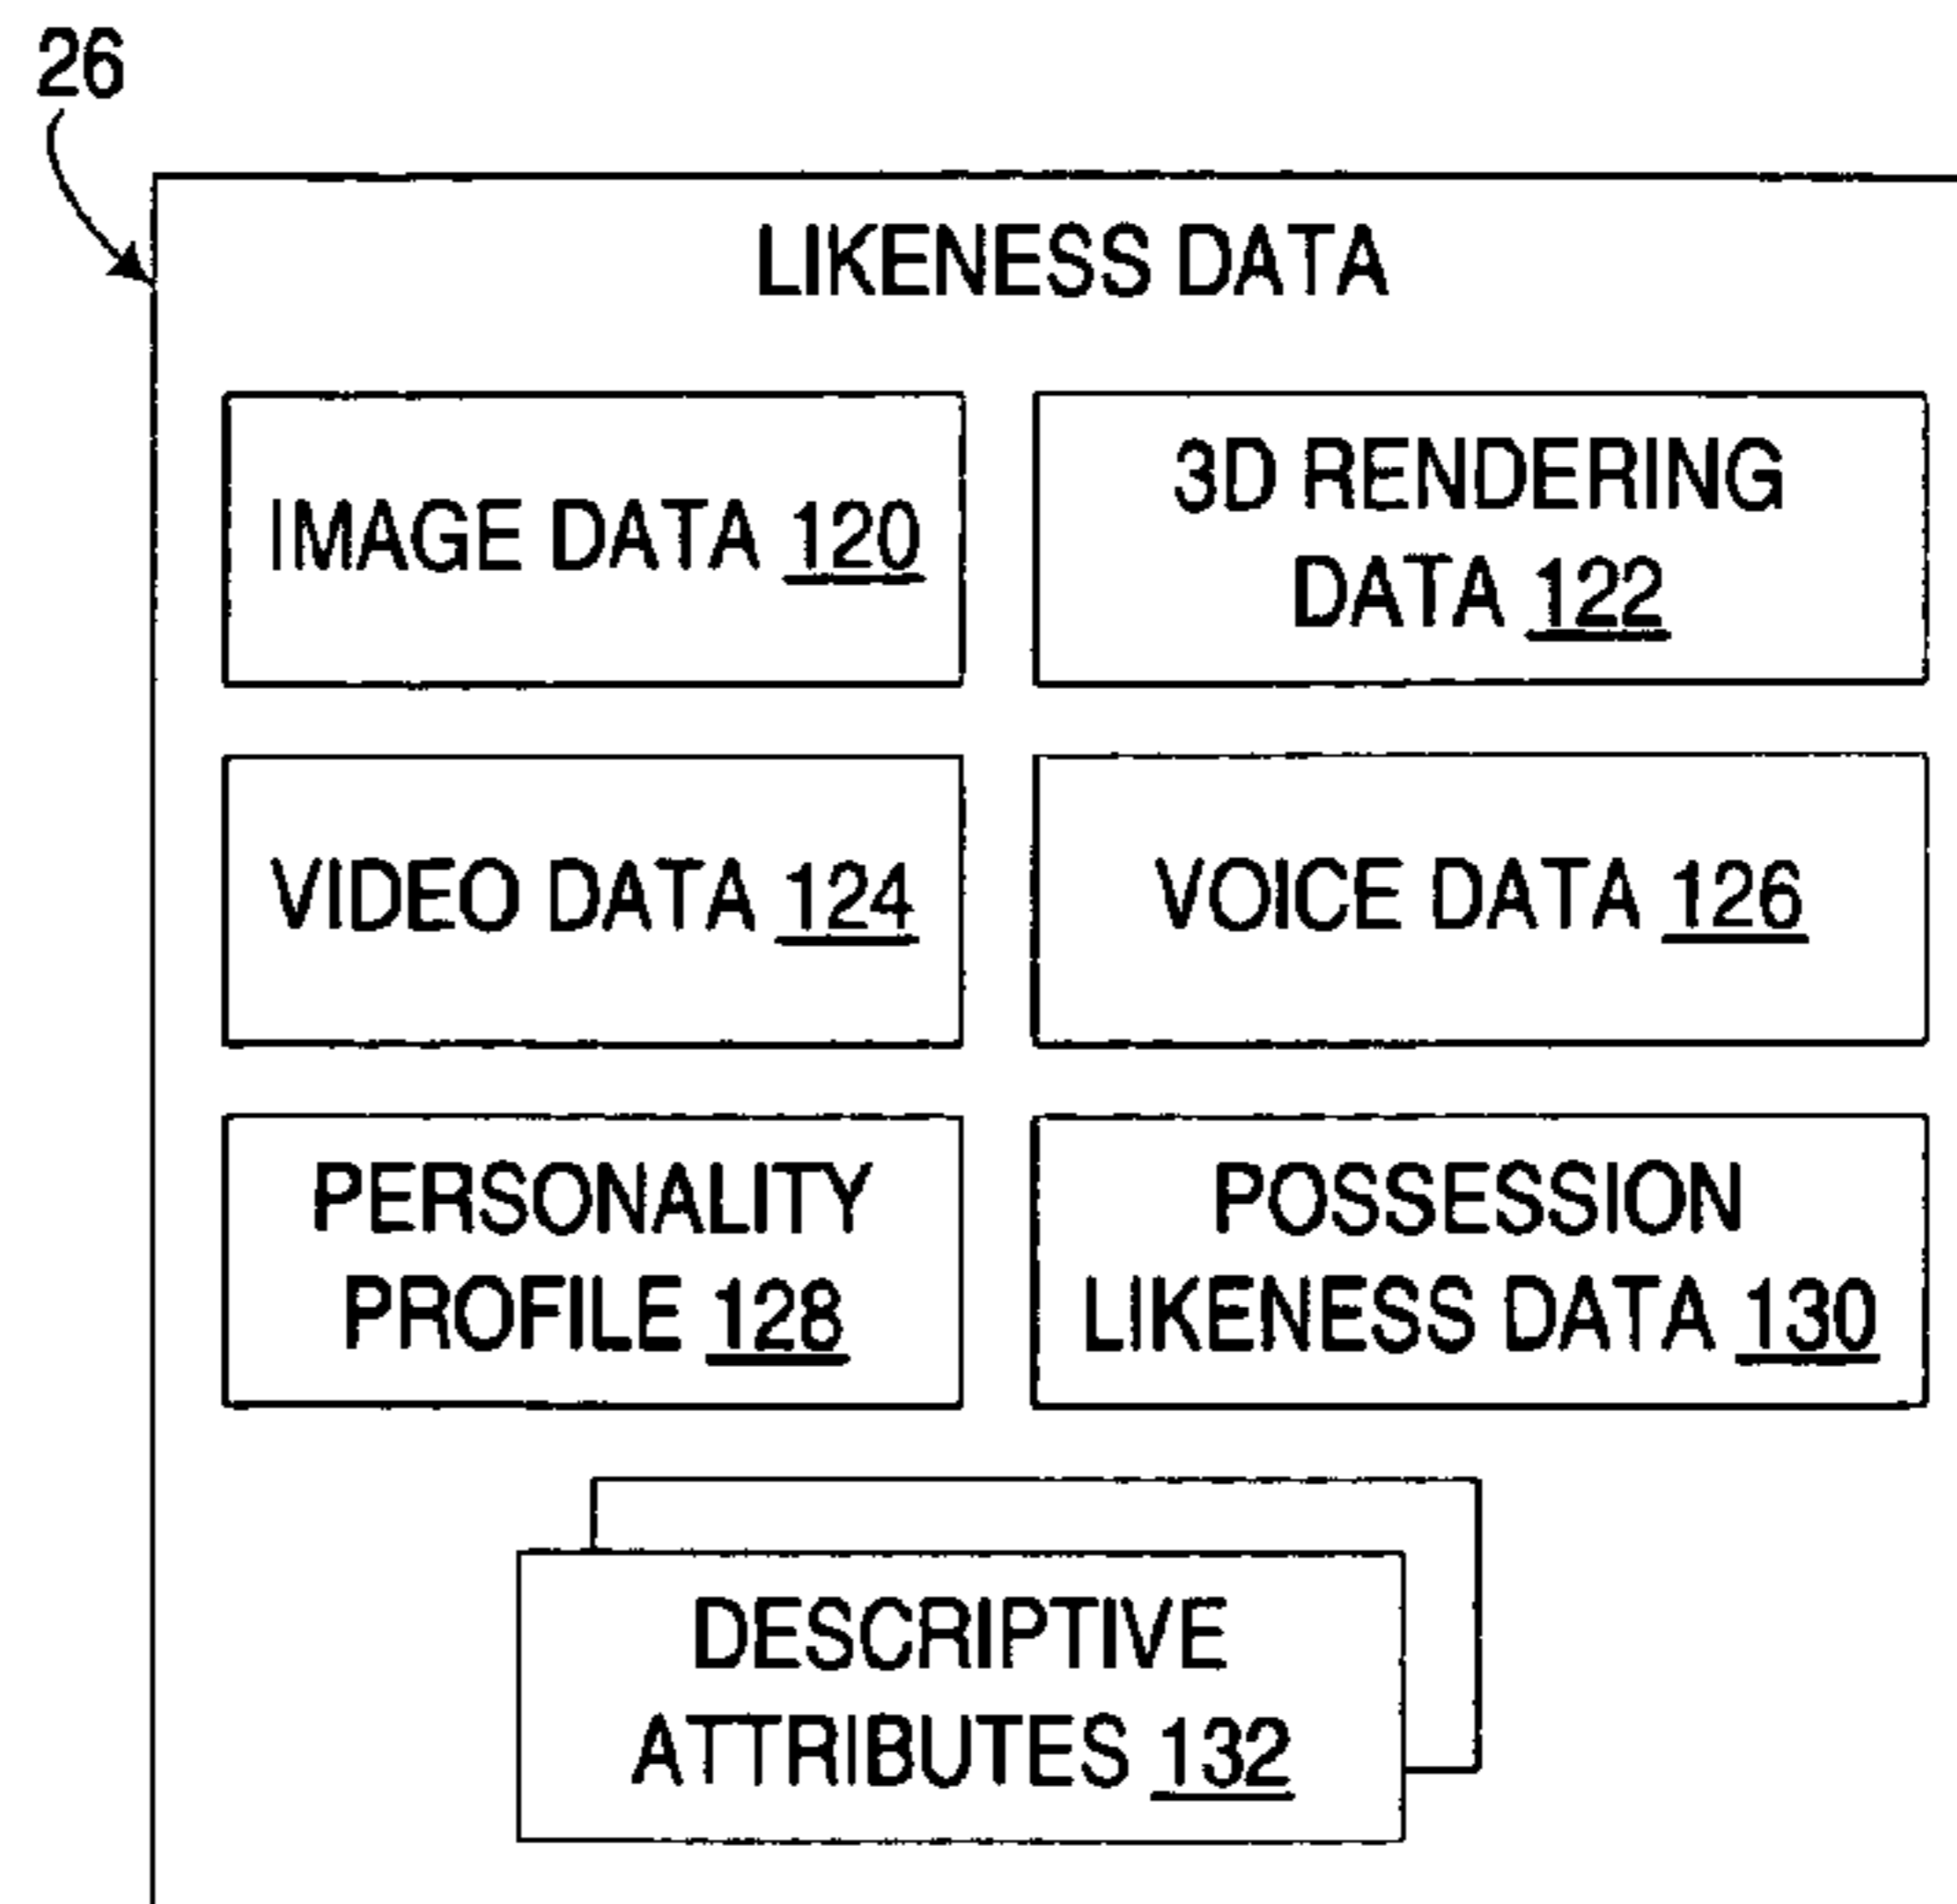 26
LIKENESS DATA
IMAGE DATA 120
3D RENDERING
DATA 122
VIDEO DATA 124
VOICE DATA 126
PERSONALITY
PROFILE 128
POSSESSION
LIKENESS DATA 130
DESCRIPTIVE
ATTRIBUTES 132